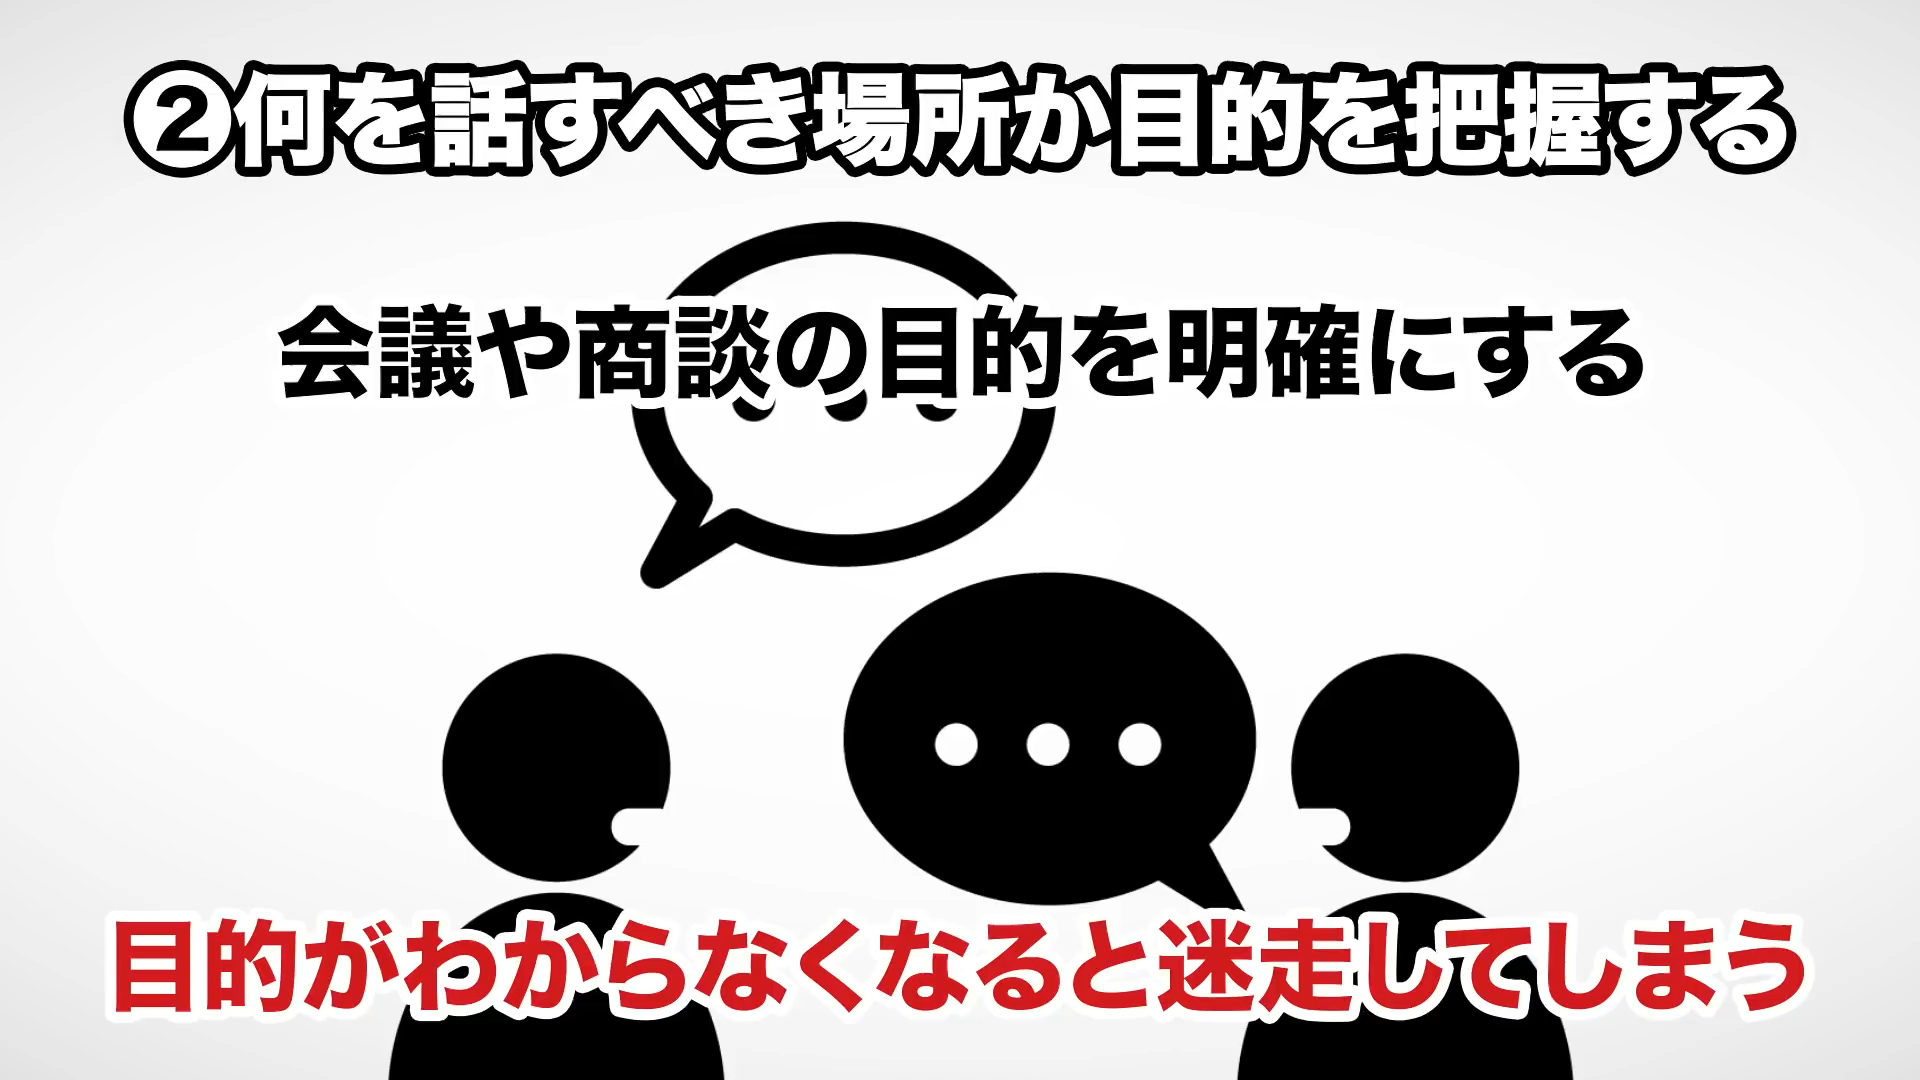 ②何を話すべき場所か目的を把握する
会議や商談の目的を明確にする
目的がわからなくなると迷走してしまう